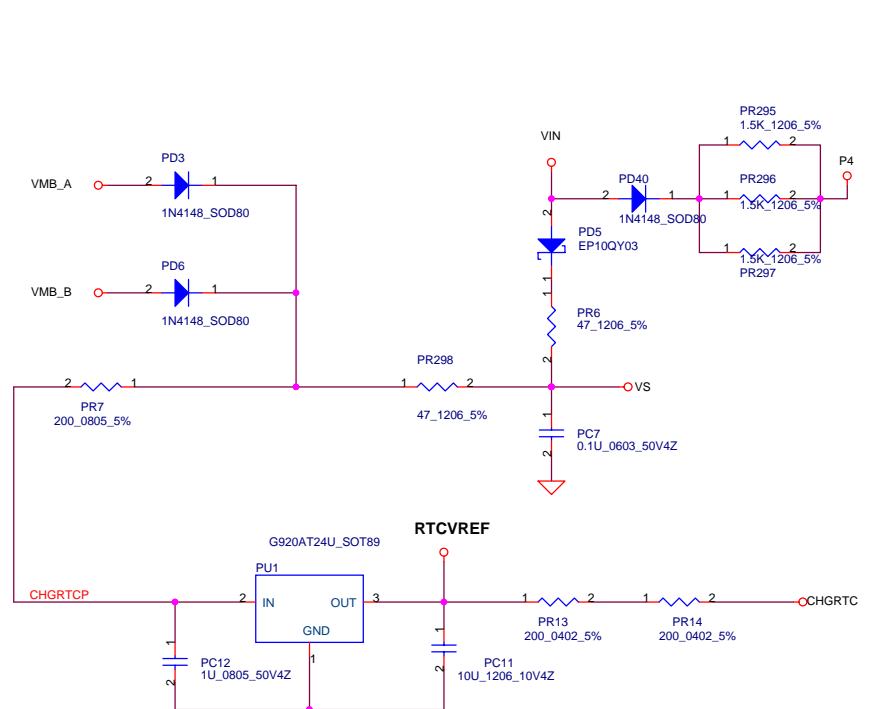 PR295
1.5K_1206_5%
1 2
VIN
P4
PD3
VMB_A
2 1
1N4148_SOD80
PD40
2 1
1N4148_SOD80
PR296
1 2
1.5K_1206_5%
2
PD5
EP10QY03
1
1 2
1.5K_1206_5%
PR297
PD6
VMB_B
2 1
1N4148_SOD80
1
PR6
47_1206_5%
2
PR298
2 1
1 2
VS
PR7
200_0805_5%
47_1206_5%
1
PC7
0.1U_0603_50V4Z
2
RTCVREF
G920AT24U_SOT89
PU1
CHGRTCP
2 IN OUT 3
GND
1
1 2
1 2
CHGRTC
PR13
200_0402_5%
PR14
200_0402_5%
1
PC12
1U_0805_50V4Z
2
1
PC11
10U_1206_10V4Z
2